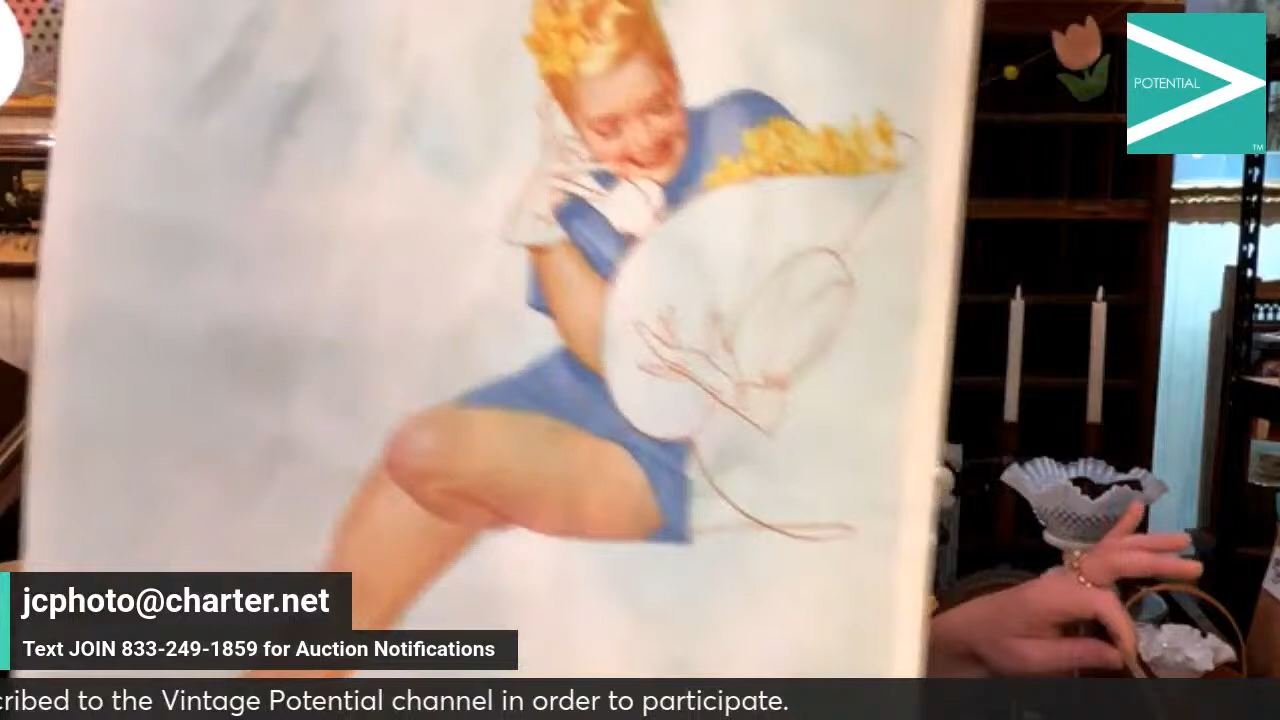 POTENTIAL
TM
jcphoto@charter.net
Text JOIN 833-249-1859 for Auction Notifications
cribed to the Vintage Potential channel in order to participate.